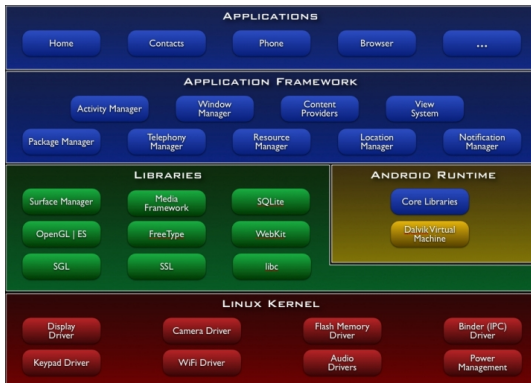 APPLICATIONS
Home
Contacts
Phone
Browser
...
APPLICATION FRAMEWORK
Activity Manager
Window
Manager
Content
Providers
View
System
Package Manager
Telephony
Manager
Resource
Manager
Location
Manager
Notification
Manager
LIBRARIES
Surface Manager
Media
Framework
SQLite
OpenGL | ES
FreeType
WebKit
SGL
SSL
libc
ANDROID RUNTIME
Core Libraries
Dalvik Virtual
Machine
LINUX KERNEL
Display
Driver
Camera Driver
Flash Memory
Driver
Binder (IPC)
Driver
Keypad Driver
WiFi Driver
Audio
Drivers
Power
Management